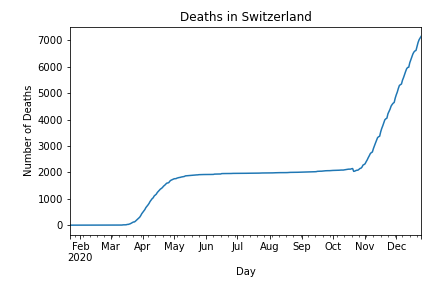 Deaths in Switzerland
Number of Deaths
7000
6000
5000
4000
3000
2000
1000
0
Feb Mar Apr May Jun Jul Aug Sep Oct Nov Dec
2020
Day